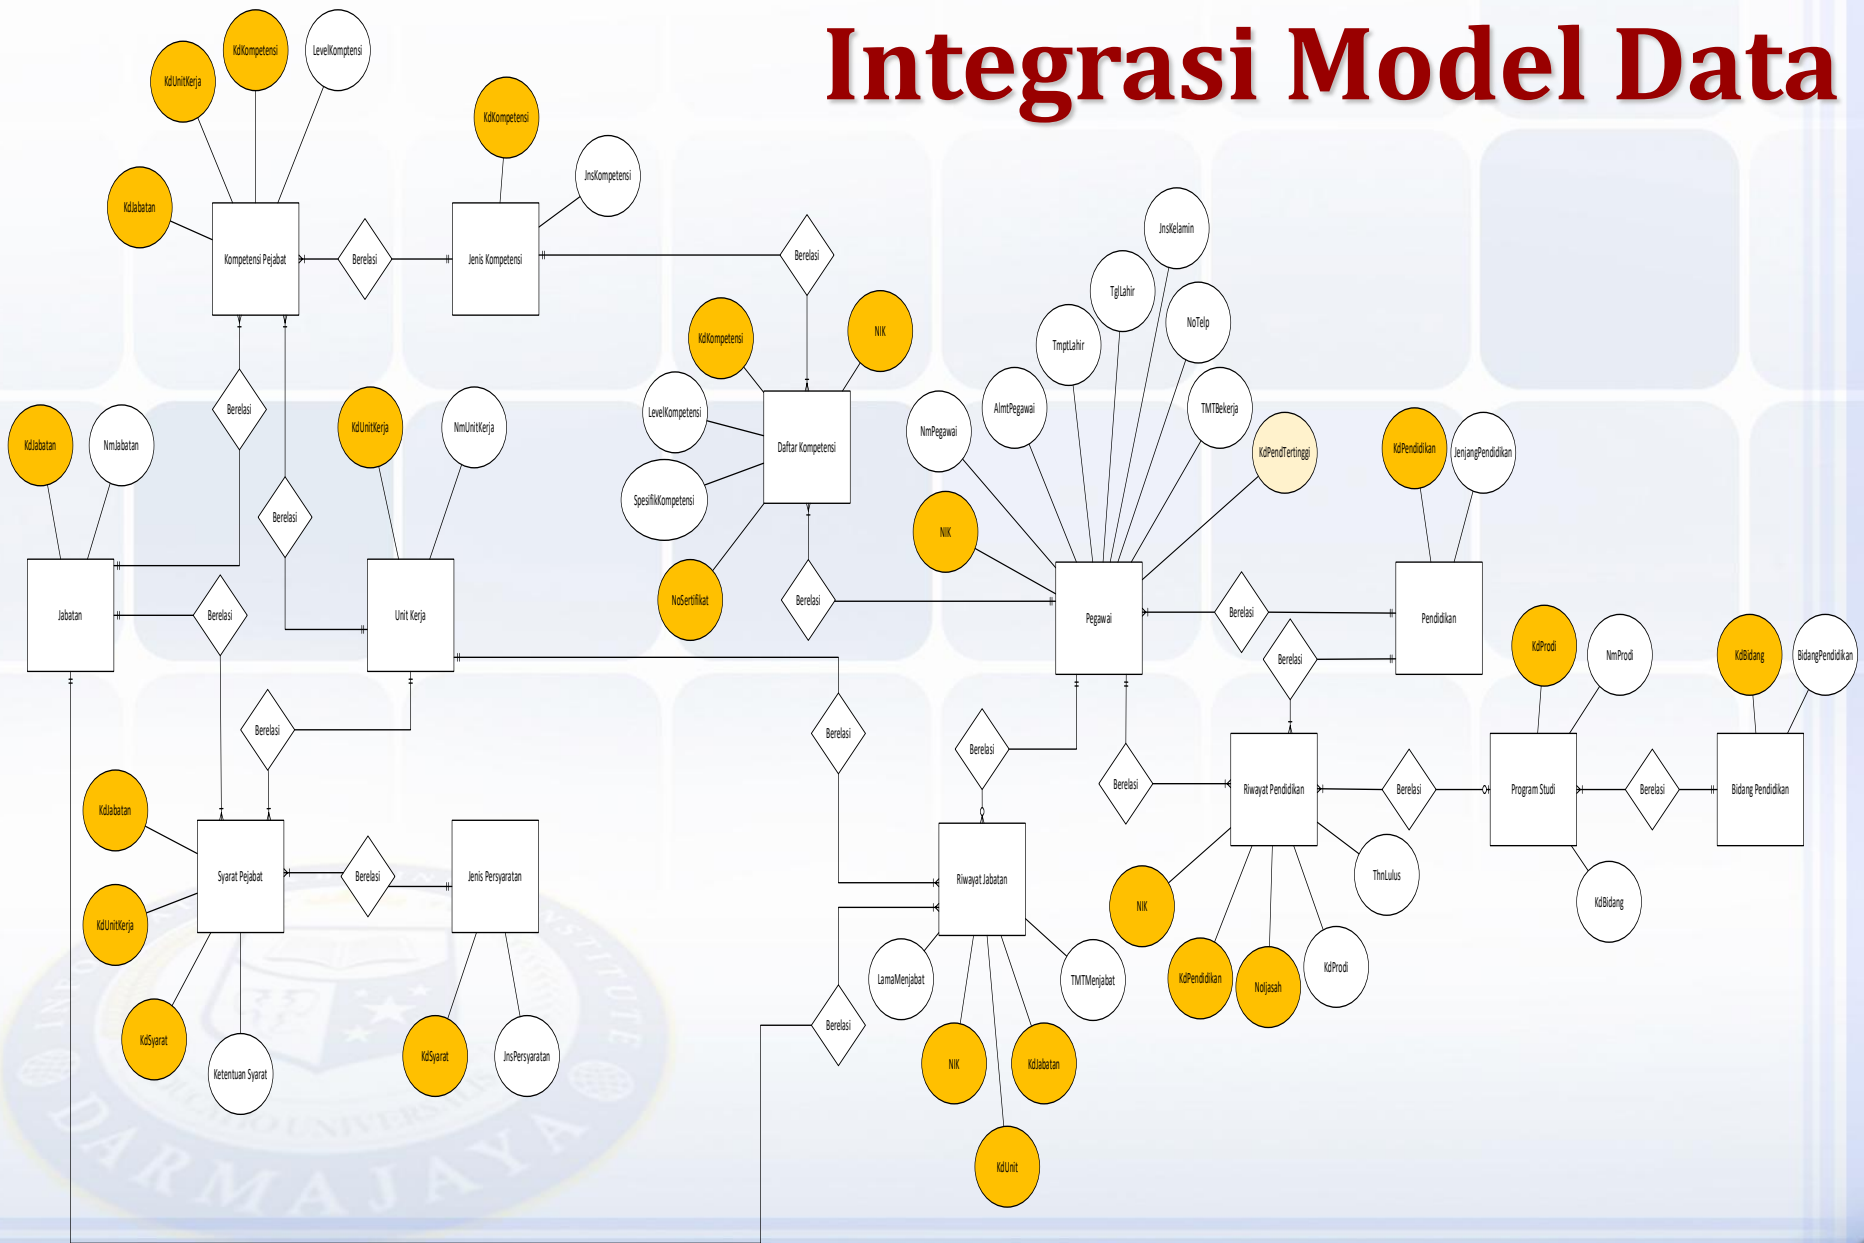 Integrasi Model Data
KdKompetensi
LevelKomptensi
KdUnitKerja
KdKompetensi
JnsKompetensi
KdJabatan
JnsKelamin
Kompetensi Pejabat
Berelasi
Jenis Kompetensi
Berelasi
TglLahir
NoTelp
KdKompetensi
NIK
TmptLahir
Berelasi
LevelKompetensi
AlmtPegawai
TMTBekerja
KdJabatan
NmJabatan
KdUnitKerja
NmUnitKerja
Daftar Kompetensi
NmPegawai
KdPendTertinggi
KdPendidikan
JenjangPendidikan
SpesifikKompetensi
Berelasi
NIK
Jabatan
Berelasi
Unit Kerja
NoSertifikat
Berelasi
Pegawai
Berelasi
Pendidikan
Berelasi
KdProdi
NmProdi
KdBidang
BidangPendidikan
Berelasi
Berelasi
Berelasi
Berelasi
Riwayat Pendidikan
Berelasi
Program Studi
Berelasi
Bidang Pendidikan
KdJabatan
Syarat Pejabat
Berelasi
Jenis Persyaratan
Riwayat Jabatan
ThnLulus
KdUnitKerja
NIK
KdBidang
LamaMenjabat
TMTMenjabat
KdPendidikan
NoIjasah
KdProdi
KdSyarat
Ketentuan Syarat
KdSyarat
JnsPersyaratan
Berelasi
NIK
KdJabatan
KdUnit
INSTITUTE
DARMAJAYA